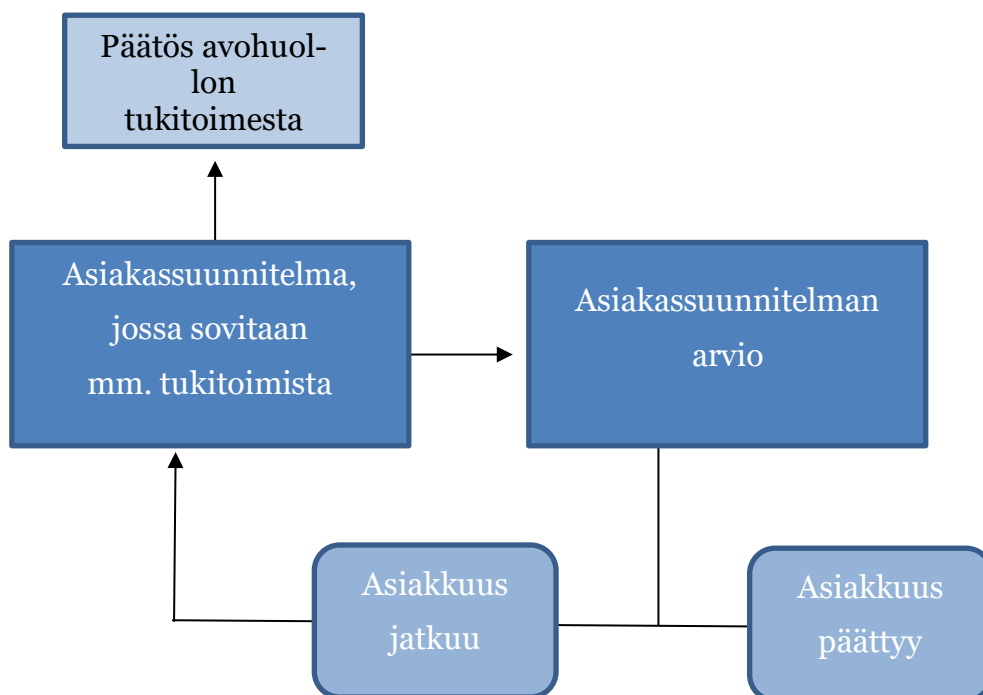 Päätös avohuol-
lon
tukitoimesta
Asiakassuunnitelma,
jossa sovitaan
mm. tukitoimista
Asiakassuunnitelman
arvio
Asiakkuus
jatkuu
Asiakkuus
päättyy